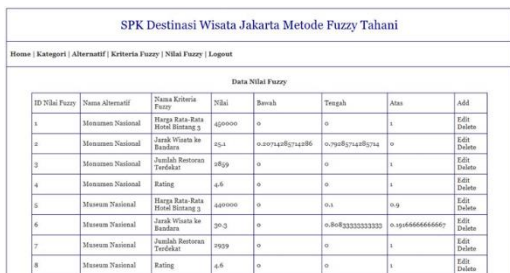 SPK Destinasi Wisata Jakarta Metode Fuzzy Tahani
Home | Kategori | Alternatif | Kriteria Fuzzy | Nilai Fuzzy | Logout
Data Nilai Fuzzy
ID Nilai Fuzzy Nama Alternatif Nama Kriteria Fuzzy Nilai Bawah Tengah Atas Add
1 Monumen Nasional Harga Rata-Rata Hotel Bintang 3 450000 0 0 1 Edit Delete
2 Monumen Nasional Jarak Wisata ke Bandara 25.1 0.20714285714286 0.79285714285714 0 Edit Delete
3 Monumen Nasional Jumlah Restoran Terdekat 2859 0 0 1 Edit Delete
4 Monumen Nasional Rating 4.6 0 0 1 Edit Delete
5 Museum Nasional Harga Rata-Rata Hotel Bintang 3 440000 0 0.1 0.9 Edit Delete
6 Museum Nasional Jarak Wisata ke Bandara 30.3 0 0.80833333333333 0.19166666666667 Edit Delete
7 Museum Nasional Jumlah Restoran Terdekat 2939 0 0 1 Edit Delete
8 Museum Nasional Rating 4.6 0 0 1 Edit Delete